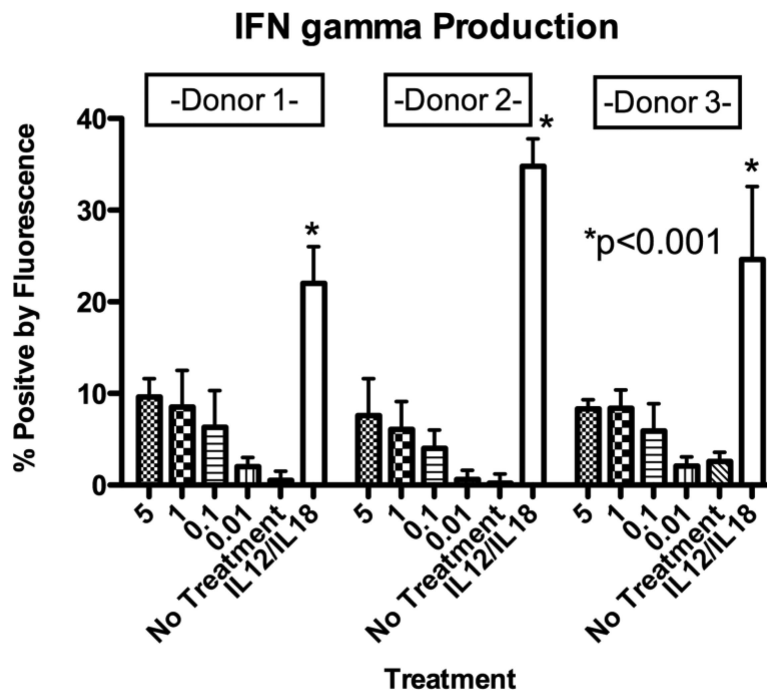 IFN gamma Production
-Donor 1-
-Donor 2-
-Donor 3-
% Positve by Fluorescence
40
30
20
10
0
*
*
*
*p<0.001
5
1
0.1
0.01
No Treatment
IL12/IL18
5
1
0.1
0.01
No Treatment
IL12/IL18
5
1
0.1
0.01
No Treatment
IL12/IL18
Treatment